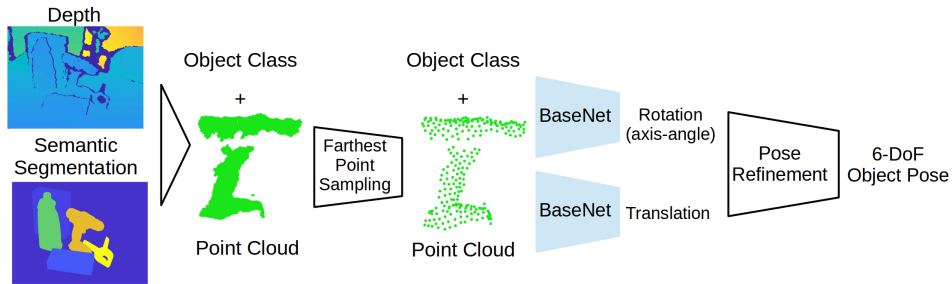 Depth
Semantic
Segmentation
Object Class
+
Point Cloud
Farthest
Point
Sampling
Object Class
+
Point Cloud
BaseNet
Rotation
(axis-angle)
BaseNet
Translation
Pose
Refinement
6-DoF
Object Pose